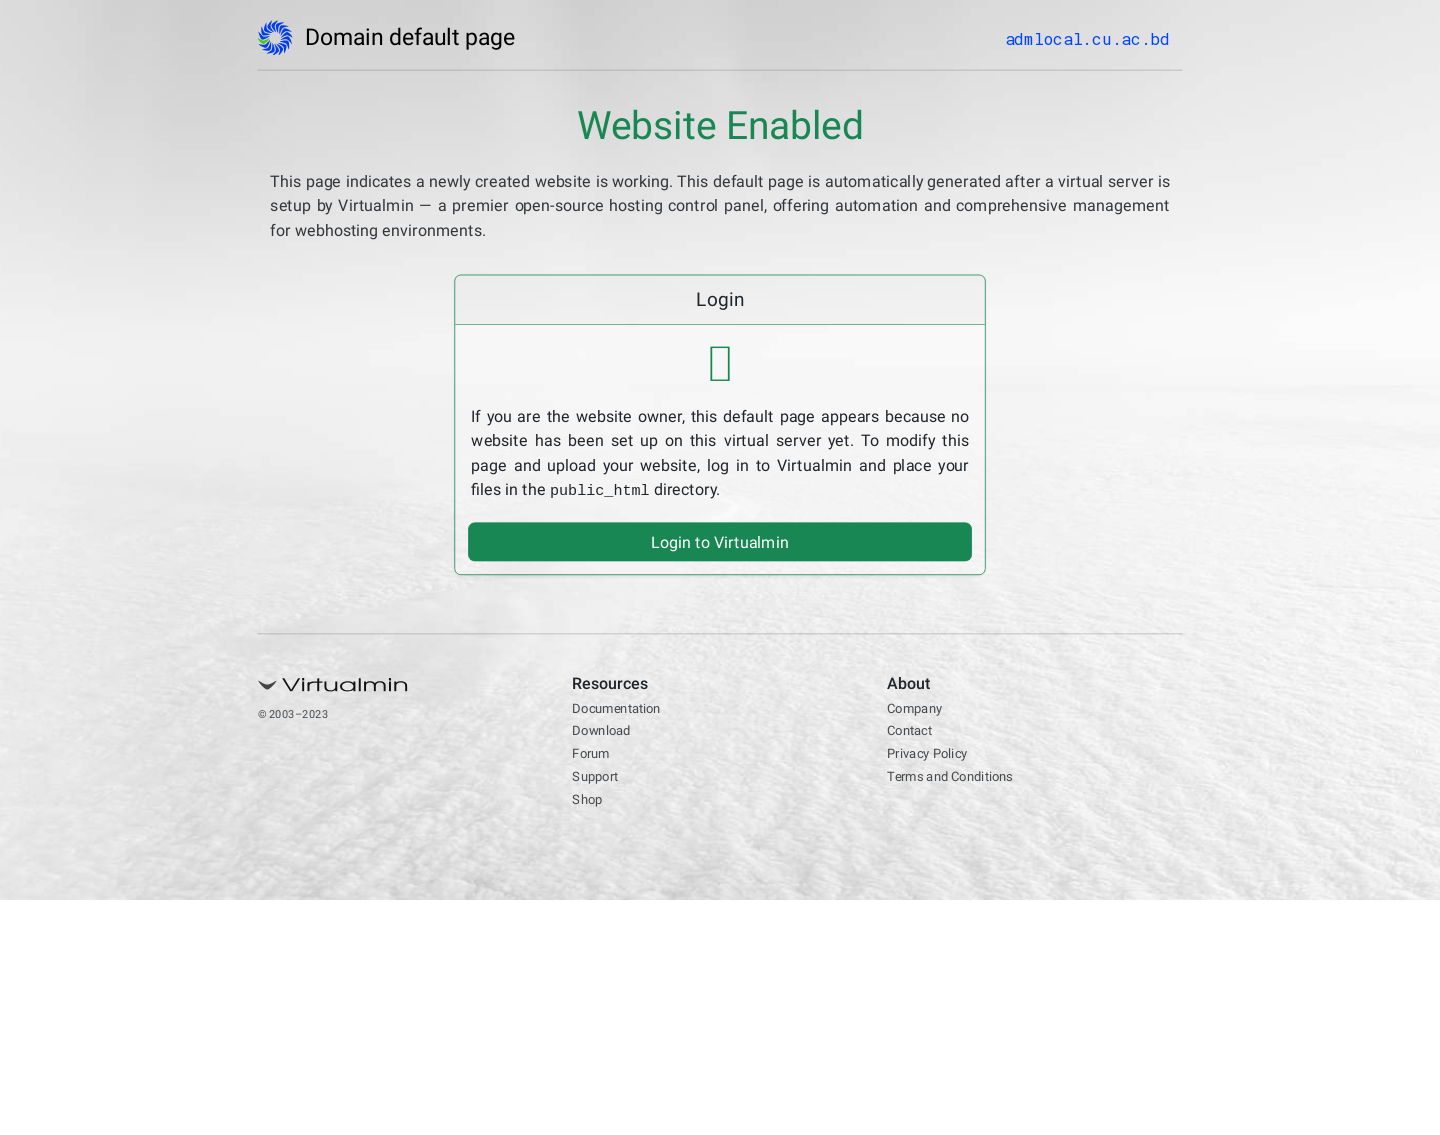 Domain default page
admlocal.cu.ac.bd
Website Enabled
This page indicates a newly created website is working. This default page is automatically generated after a virtual server is
setup by Virtualmin — a premier open-source hosting control panel, offering automation and comprehensive management
for webhosting environments.
Login
If you are the website owner, this default page appears because no
website has been set up on this virtual server yet. To modify this
page and upload your website, log in to Virtualmin and place your
files in the public_html directory.
Login to Virtualmin
Virtualmin
© 2003–2023
Resources
Documentation
Download
Forum
Support
Shop
About
Company
Contact
Privacy Policy
Terms and Conditions